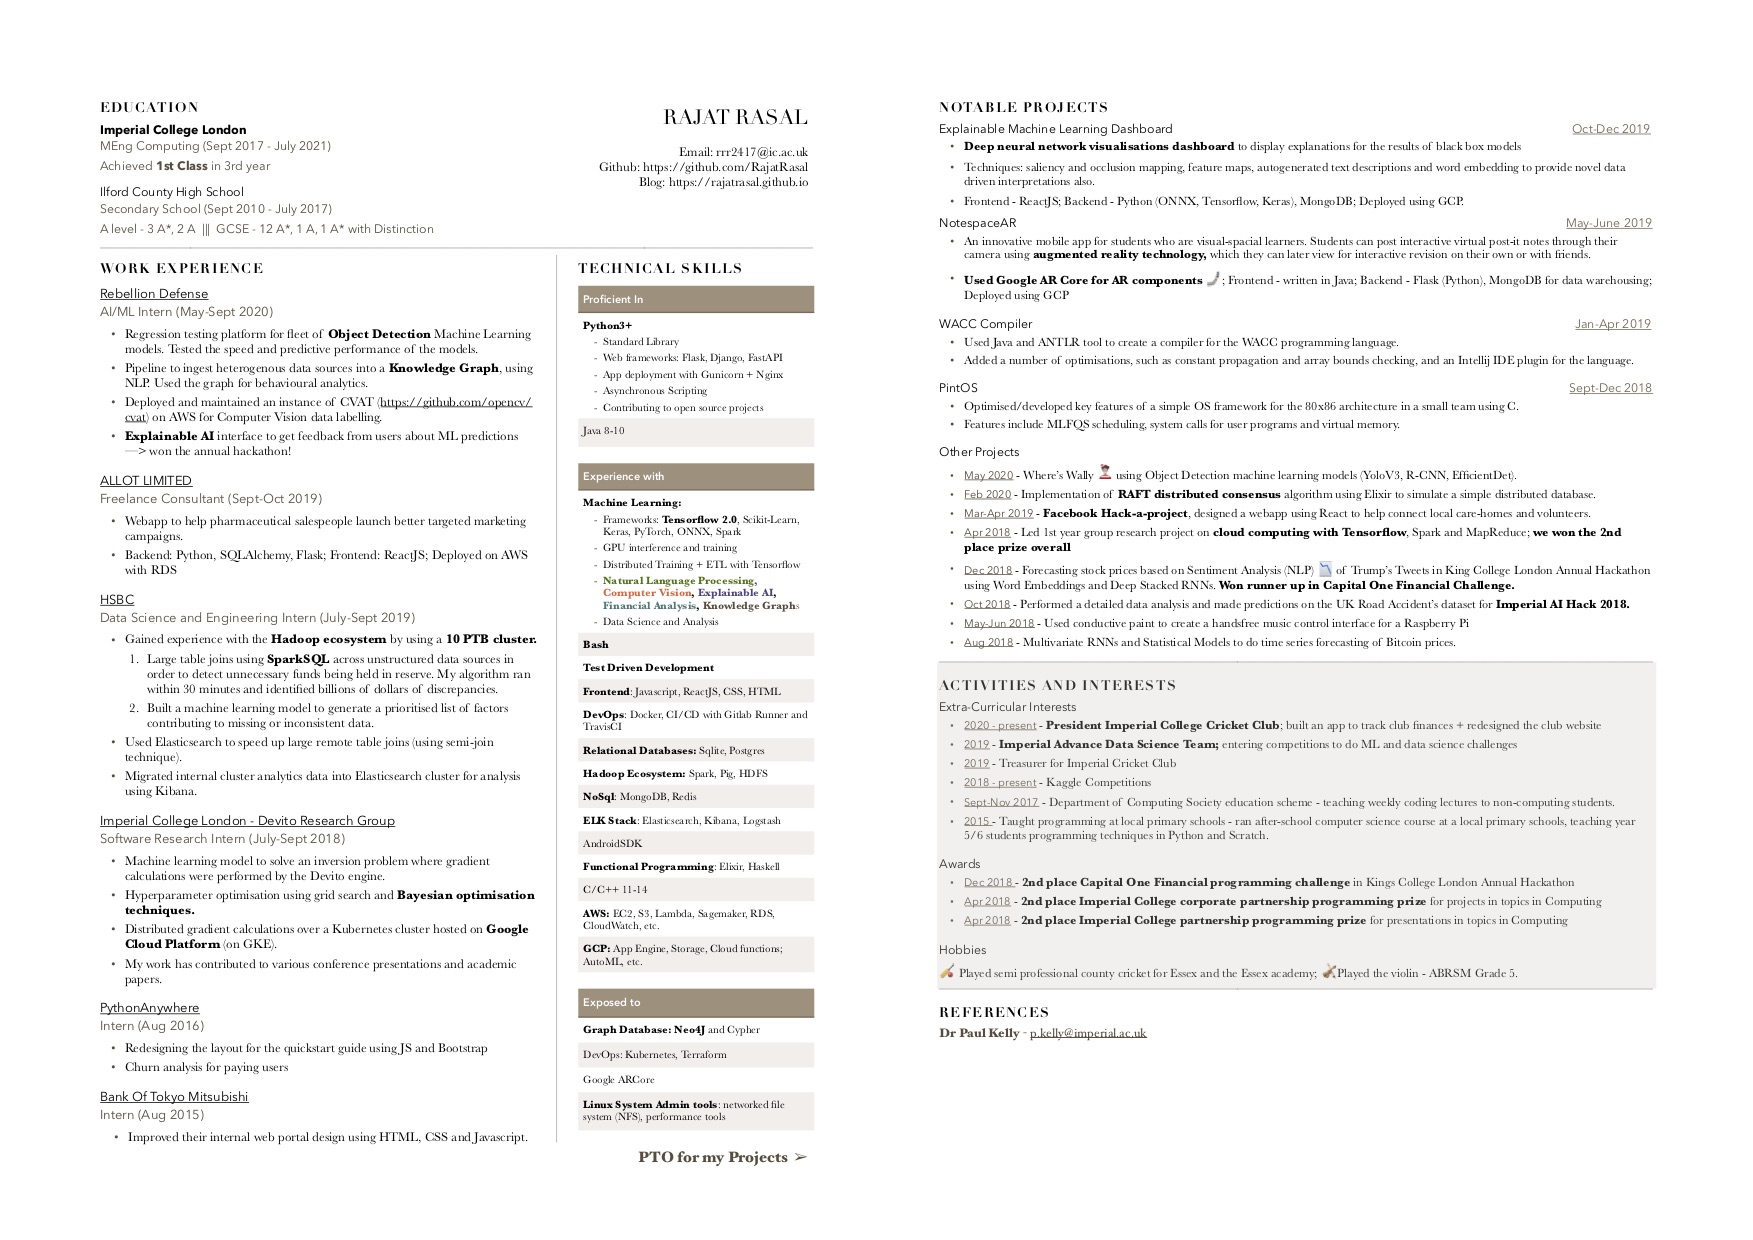 EDUCATION
Imperial College London
MEng Computing (Sept 2017 - July 2021)
Achieved 1st Class in 3rd year
Ilford County High School
Secondary School (Sept 2010 - July 2017)
A level - 3 A*, 2 A ||| GCSE - 12 A*, 1 A, 1 A* with Distinction
RAJAT RASAL
Email: rrr2417@ic.ac.uk
Github: https://github.com/RajatRasal
Blog: https://rajatrasal.github.io
WORK EXPERIENCE
Rebellion Defense
AI/ML Intern (May-Sept 2020)
• Regression testing platform for fleet of Object Detection Machine Learning
models. Tested the speed and predictive performance of the models.
• Pipeline to ingest heterogenous data sources into a Knowledge Graph, using
NLP. Used the graph for behavioural analytics.
• Deployed and maintained an instance of CVAT (https://github.com/opencv/
cvat) on AWS for Computer Vision data labelling.
• Explainable AI interface to get feedback from users about ML predictions
—> won the annual hackathon!
ALLOT LIMITED
Freelance Consultant (Sept-Oct 2019)
• Webapp to help pharmaceutical salespeople launch better targeted marketing
campaigns.
• Backend: Python, SQLAlchemy, Flask; Frontend: ReactJS; Deployed on AWS
with RDS
HSBC
Data Science and Engineering Intern (July-Sept 2019)
• Gained experience with the Hadoop ecosystem by using a 10 PTB cluster.
1. Large table joins using SparkSQL across unstructured data sources in
order to detect unnecessary funds being held in reserve. My algorithm ran
within 30 minutes and identified billions of dollars of discrepancies.
2. Built a machine learning model to generate a prioritised list of factors
contributing to missing or inconsistent data.
• Used Elasticsearch to speed up large remote table joins (using semi-join
technique).
• Migrated internal cluster analytics data into Elasticsearch cluster for analysis
using Kibana.
Imperial College London - Devito Research Group
Software Research Intern (July-Sept 2018)
• Machine learning model to solve an inversion problem where gradient
calculations were performed by the Devito engine.
• Hyperparameter optimisation using grid search and Bayesian optimisation
techniques.
• Distributed gradient calculations over a Kubernetes cluster hosted on Google
Cloud Platform (on GKE).
• My work has contributed to various conference presentations and academic
papers.
PythonAnywhere
Intern (Aug 2016)
• Redesigning the layout for the quickstart guide using JS and Bootstrap
• Churn analysis for paying users
Bank Of Tokyo Mitsubishi
Intern (Aug 2015)
• Improved their internal web portal design using HTML, CSS and Javascript.
TECHNICAL SKILLS
Proficient In
Python3+
- Standard Library
- Web frameworks: Flask, Django, FastAPI
- App deployment with Gunicorn + Nginx
- Asynchronous Scripting
- Contributing to open source projects
Java 8-10
Experience with
Machine Learning:
- Frameworks: Tensorflow 2.0, Scikit-Learn,
Keras, PyTorch, ONNX, Spark
- GPU interference and training
- Distributed Training + ETL with Tensorflow
- Natural Language Processing,
Computer Vision, Explainable AI,
Financial Analysis, Knowledge Graphs
- Data Science and Analysis
Bash
Test Driven Development
Frontend: Javascript, ReactJS, CSS, HTML
DevOps: Docker, CI/CD with Gitlab Runner and
TravisCI
Relational Databases: Sqlite, Postgres
Hadoop Ecosystem: Spark, Pig, HDFS
NoSql: MongoDB, Redis
ELK Stack: Elasticsearch, Kibana, Logstash
AndroidSDK
Functional Programming: Elixir, Haskell
C/C++ 11-14
AWS: EC2, S3, Lambda, Sagemaker, RDS,
CloudWatch, etc.
GCP: App Engine, Storage, Cloud functions;
AutoML, etc.
Exposed to
Graph Database: Neo4J and Cypher
DevOps: Kubernetes, Terraform
Google ARCore
Linux System Admin tools: networked file
system (NFS), performance tools
PTO for my Projects ➢
NOTABLE PROJECTS
Explainable Machine Learning Dashboard Oct-Dec 2019
• Deep neural network visualisations dashboard to display explanations for the results of black box models
• Techniques: saliency and occlusion mapping, feature maps, autogenerated text descriptions and word embedding to provide novel data
driven interpretations also.
• Frontend - ReactJS; Backend - Python (ONNX, Tensorflow, Keras), MongoDB; Deployed using GCP.
NotespaceAR May-June 2019
• An innovative mobile app for students who are visual-spacial learners. Students can post interactive virtual post-it notes through their
camera using augmented reality technology, which they can later view for interactive revision on their own or with friends.
• Used Google AR Core for AR components 🦾; Frontend - written in Java; Backend - Flask (Python), MongoDB for data warehousing;
Deployed using GCP
WACC Compiler Jan-Apr 2019
• Used Java and ANTLR tool to create a compiler for the WACC programming language.
• Added a number of optimisations, such as constant propagation and array bounds checking, and an Intellij IDE plugin for the language.
PintOS Sept-Dec 2018
• Optimised/developed key features of a simple OS framework for the 80x86 architecture in a small team using C.
• Features include MLFQS scheduling, system calls for user programs and virtual memory.
Other Projects
• May 2020 - Where's Wally using Object Detection machine learning models (YoloV3, R-CNN, EfficientDet).
• Feb 2020 - Implementation of RAFT distributed consensus algorithm using Elixir to simulate a simple distributed database.
• Mar-Apr 2019 - Facebook Hack-a-project, designed a webapp using React to help connect local care-homes and volunteers.
• Apr 2018 - Led 1st year group research project on cloud computing with Tensorflow, Spark and MapReduce; we won the 2nd
place prize overall
• Dec 2018 - Forecasting stock prices based on Sentiment Analysis (NLP) 📉 of Trump's Tweets in King College London Annual Hackathon
using Word Embeddings and Deep Stacked RNNs. Won runner up in Capital One Financial Challenge.
• Oct 2018 - Performed a detailed data analysis and made predictions on the UK Road Accident's dataset for Imperial AI Hack 2018.
• May-Jun 2018 - Used conductive paint to create a handsfree music control interface for a Raspberry Pi
• Aug 2018 - Multivariate RNNs and Statistical Models to do time series forecasting of Bitcoin prices.
ACTIVITIES AND INTERESTS
Extra-Curricular Interests
• 2020 - present - President Imperial College Cricket Club; built an app to track club finances + redesigned the club website
• 2019 - Imperial Advance Data Science Team; entering competitions to do ML and data science challenges
• 2019 - Treasurer for Imperial Cricket Club
• 2018 - present - Kaggle Competitions
• Sept-Nov 2017 - Department of Computing Society education scheme - teaching weekly coding lectures to non-computing students.
• 2015 - Taught programming at local primary schools - ran after-school computer science course at a local primary schools, teaching year
5/6 students programming techniques in Python and Scratch.
Awards
• Dec 2018 - 2nd place Capital One Financial programming challenge in Kings College London Annual Hackathon
• Apr 2018 - 2nd place Imperial College corporate partnership programming prize for projects in topics in Computing
• Apr 2018 - 2nd place Imperial College partnership programming prize for presentations in topics in Computing
Hobbies
🏏 Played semi professional county cricket for Essex and the Essex academy; 🎻Played the violin - ABRSM Grade 5.
REFERENCES
Dr Paul Kelly - p.kelly@imperial.ac.uk